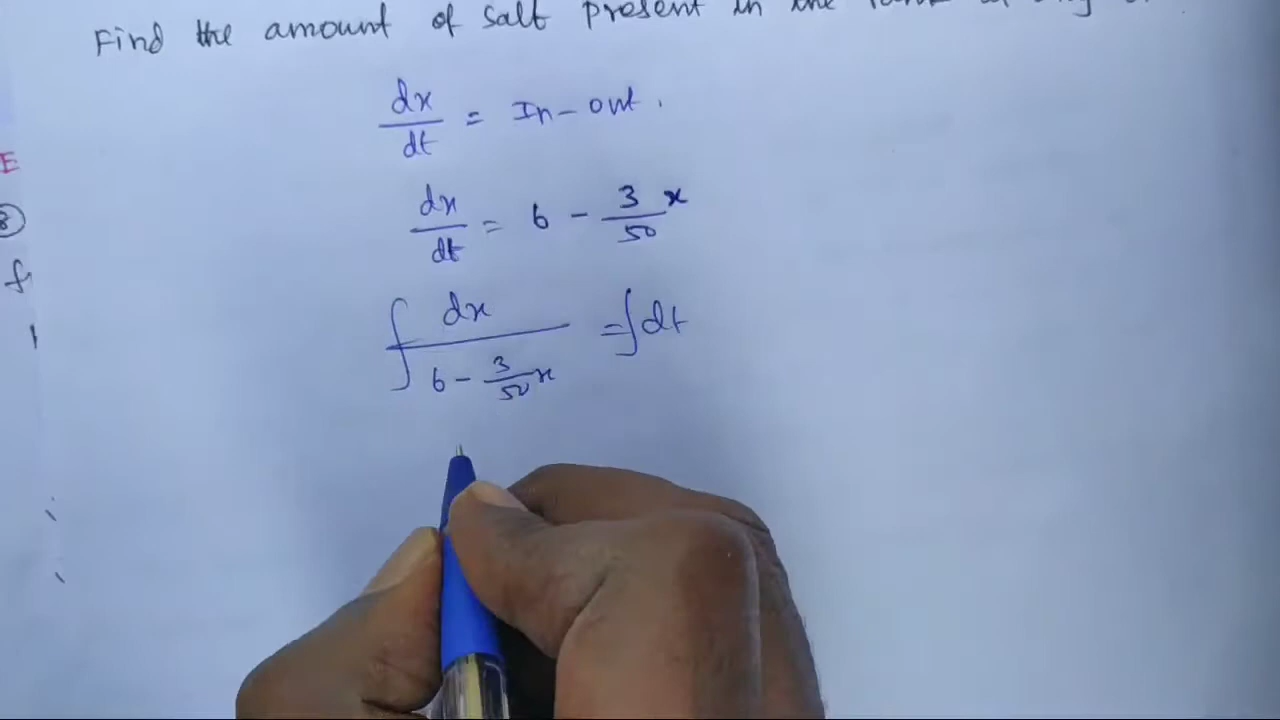 Find the amount of salt present in the
dx/dt = In - out.
dx/dt = 6 - 3/50 x
∫ dx / (6 - 3/50 x) = ∫ dt
E
8
f